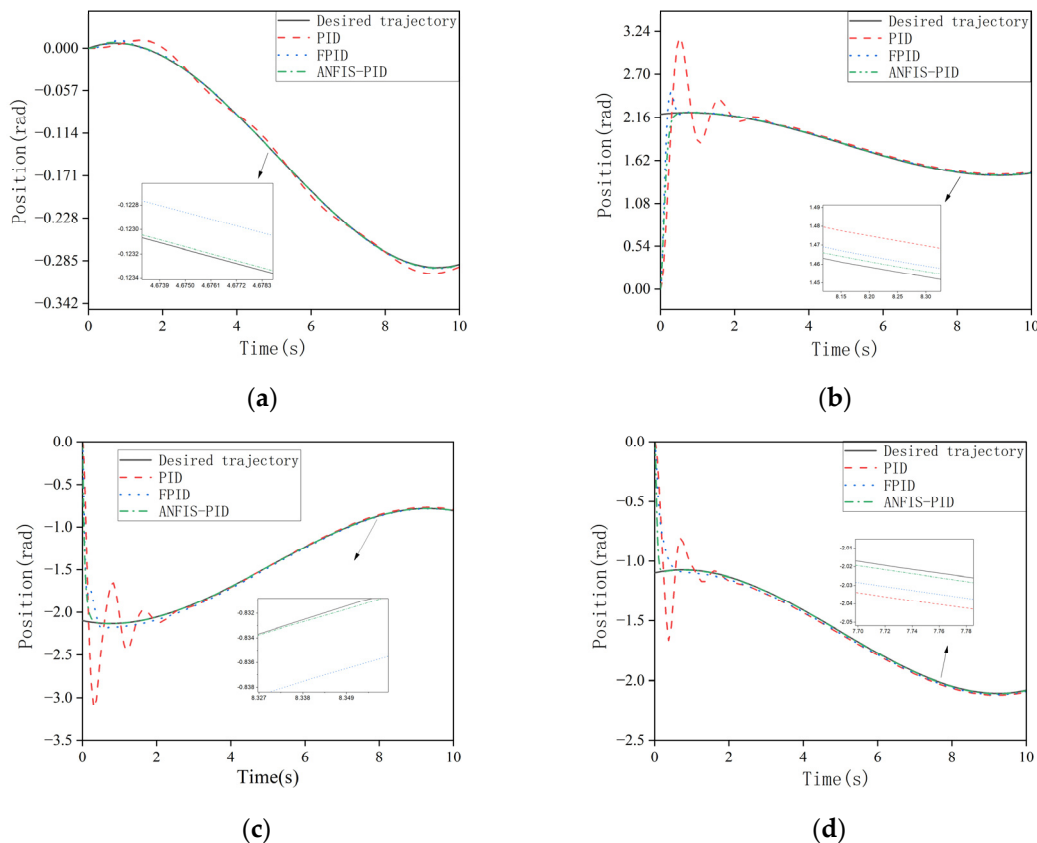 (a)
Desired trajectory
PID
FPID
ANFIS-PID
Position(rad)
0.000
-0.057
-0.114
-0.171
-0.228
-0.285
-0.342
-0.1228
-0.1230
-0.1232
-0.1234
4.6739 4.6750 4.6761 4.6772 4.6783
0 2 4 6 8 10
Time(s)
(a)
Desired trajectory
PID
FPID
ANFIS-PID
Position(rad)
3.24
2.70
2.16
1.62
1.08
0.54
0.00
1.49
1.48
1.47
1.46
1.45
8.15 8.20 8.25 8.30
0 2 4 6 8 10
Time(s)
(b)
Desired trajectory
PID
FPID
ANFIS-PID
Position(rad)
0.0
-0.5
-1.0
-1.5
-2.0
-2.5
-3.0
-3.5
-0.832
-0.834
-0.836
-0.838
8.327 8.338 8.349
0 2 4 6 8 10
Time(s)
(c)
Desired trajectory
PID
FPID
ANFIS-PID
Position(rad)
0.0
-0.5
-1.0
-1.5
-2.0
-2.5
-2.01
-2.02
-2.03
-2.04
-2.05
7.70 7.72 7.74 7.76 7.78
0 2 4 6 8 10
Time(s)
(d)